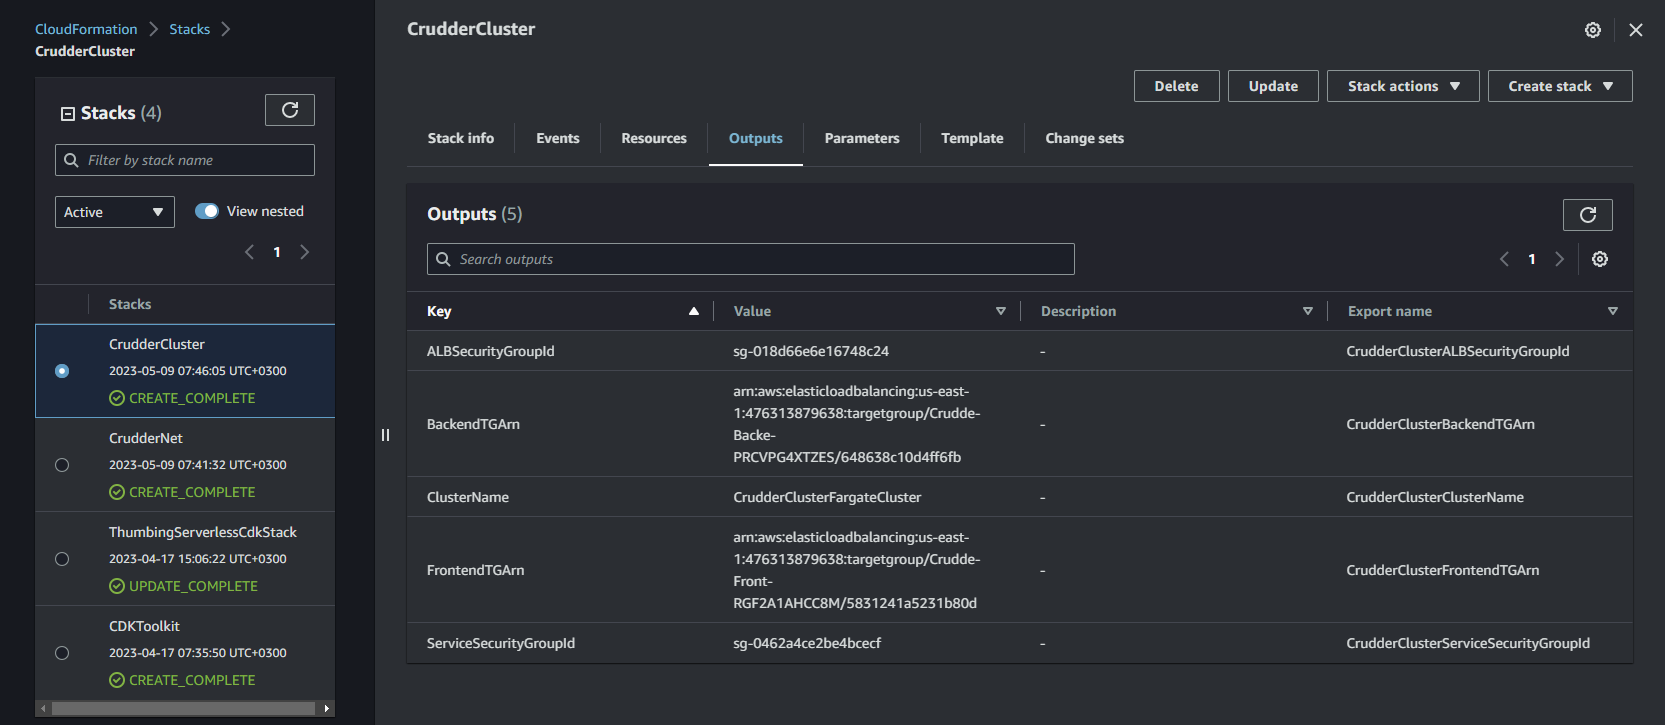 CloudFormation
Stacks
CrudderCluster
Stacks (4)
Filter by stack name
Active
View nested
1
Stacks
CrudderCluster
2023-05-09 07:46:05 UTC+0300
CREATE_COMPLETE
CrudderNet
2023-05-09 07:41:32 UTC+0300
CREATE_COMPLETE
ThumbingServerlessCdkStack
2023-04-17 15:06:22 UTC+0300
UPDATE_COMPLETE
CDKToolkit
2023-04-17 07:35:50 UTC+0300
CREATE_COMPLETE
CrudderCluster
Delete
Update
Stack actions
Create stack
Stack info
Events
Resources
Outputs
Parameters
Template
Change sets
Outputs (5)
Search outputs
1
Key
Value
Description
Export name
ALBSecurityGroupId
sg-018d66e6e16748c24
-
CrudderClusterALBSecurityGroupId
BackendTGArn
arn:aws:elasticloadbalancing:us-east-
1:476313879638:targetgroup/Crudde-
Backe-
PRCVPG4XTZES/648638c10d4ff6fb
-
CrudderClusterBackendTGArn
ClusterName
CrudderClusterFargateCluster
-
CrudderClusterClusterName
FrontendTGArn
arn:aws:elasticloadbalancing:us-east-
1:476313879638:targetgroup/Crudde-
Front-
RGF2A1AHCC8M/5831241a5231b80d
-
CrudderClusterFrontendTGArn
ServiceSecurityGroupId
sg-0462a4ce2be4bcecf
-
CrudderClusterServiceSecurityGroupId